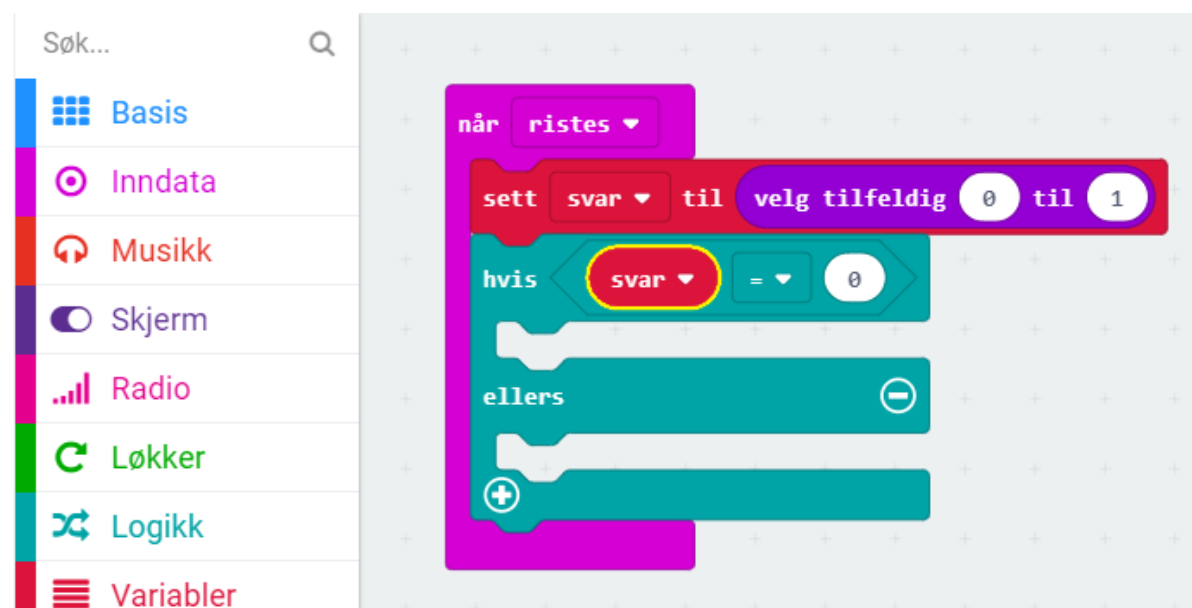 Søk...
Basis
Inndata
Musikk
Skjerm
Radio
Løkker
Logikk
Variabler
når ristes
sett svar til velg tilfeldig 0 til 1
hvis svar = 0
ellers